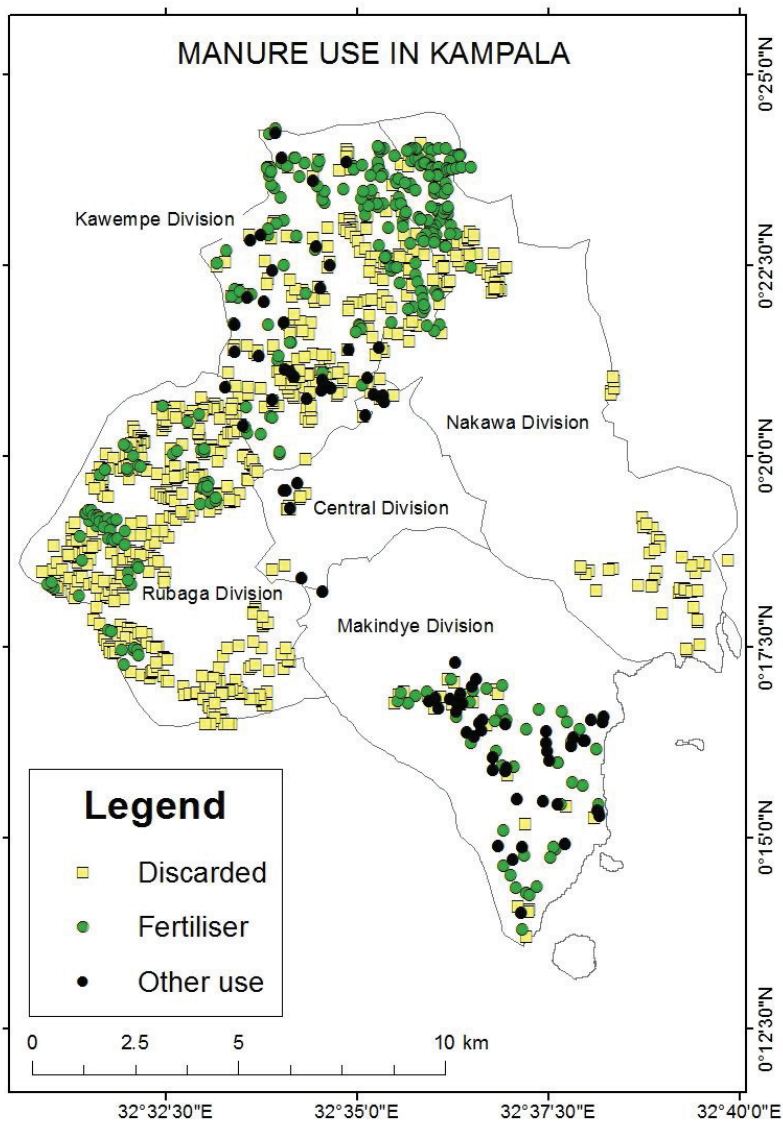 MANURE USE IN KAMPALA
0°25'0"N
Kawempe Division
0°22'30"N
Nakawa Division
0°20'0"N
Central Division
Rubaga Division
Makindye Division
0°17'30"N
Legend
Discarded
Fertiliser
Other use
0°15'0"N
0°12'30"N
0 2.5 5 10 km
32°32'30"E 32°35'0"E 32°37'30"E 32°40'0"E